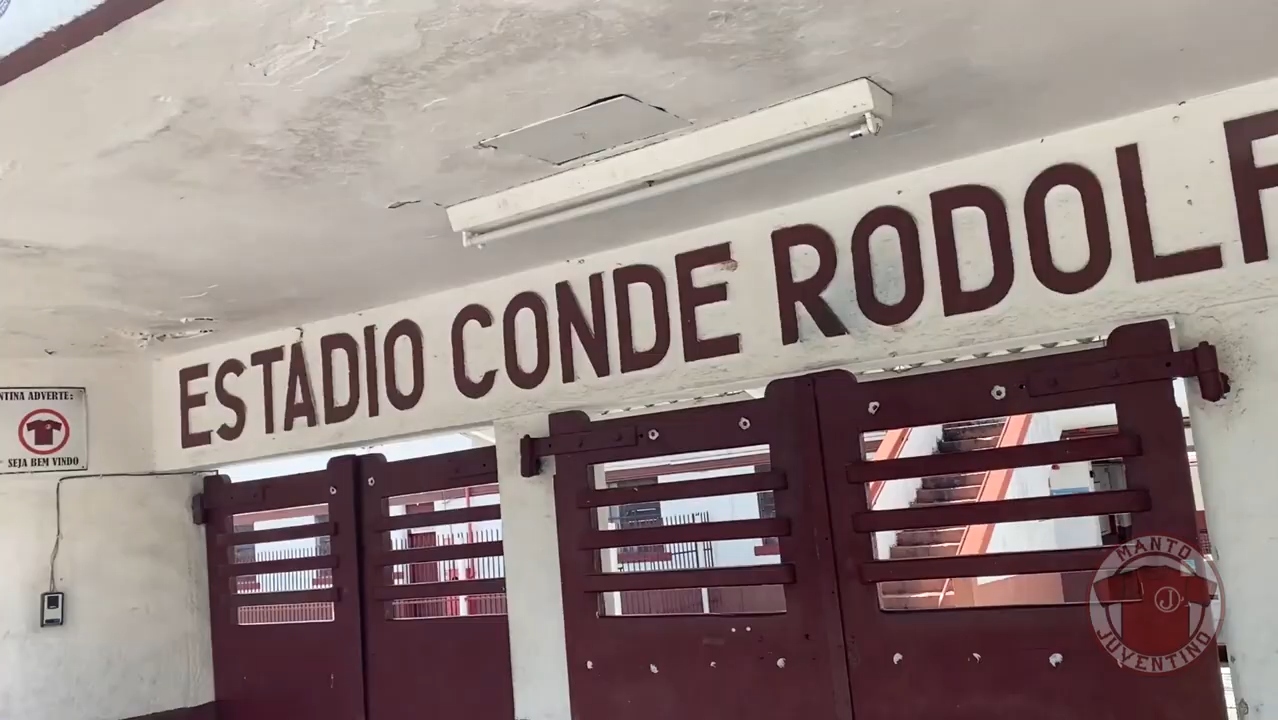 ESTADIO CONDE RODOLF
NTINA ADVERTE:
SEJA BEM VINDO
MANTO
J
JUVENTINO